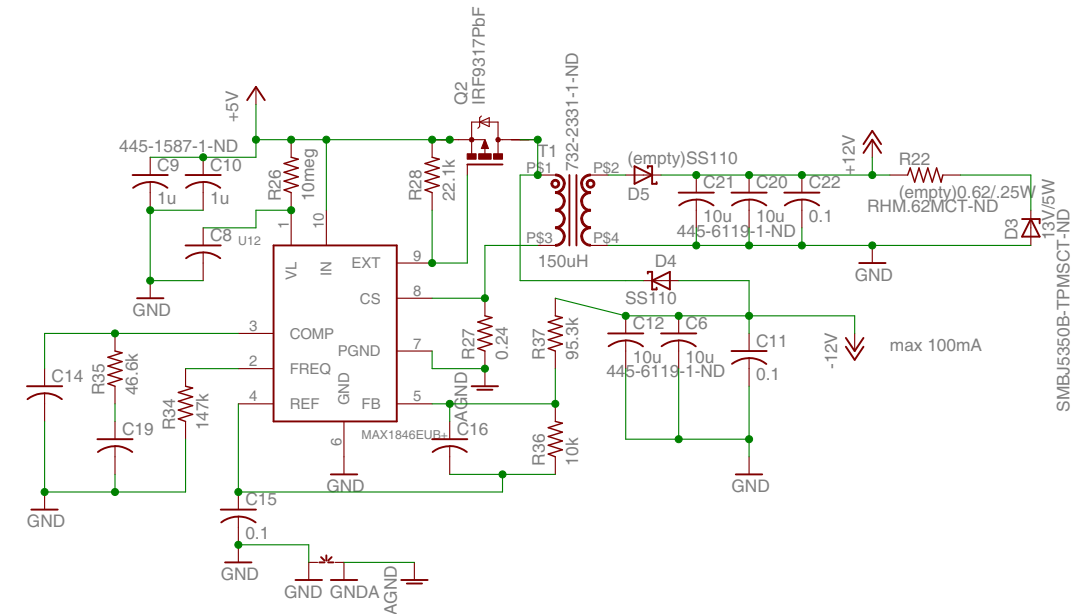 Q2
IRF9317PbF
+5V
445-1587-1-ND
C9
1u
C10
1u
R26
10meg
R28
22.1k
T1
732-2331-1-ND
P$1
P$2
P$3
P$4
150uH
(empty)SS110
D5
C21
10u
C20
10u
C22
0.1
445-6119-1-ND
+12V
R22
(empty)0.62/.25W
RHM.62MCT-ND
D3
13V/5W
SMBJ5350B-TPMSCT-ND
GND
C8
U12
1
10
VL
IN
EXT
9
CS
8
PGND
7
FB
5
COMP
3
FREQ
2
REF
4
GND
6
MAX1846EUB+
GND
GND
D4
SS110
R27
0.24
AGND
R37
95.3k
C12
10u
C6
10u
445-6119-1-ND
C11
0.1
-12V
max 100mA
GND
C14
R35
46.6k
C19
R34
147k
GND
C16
R36
10k
C15
0.1
GND
GND
GNDA
AGND